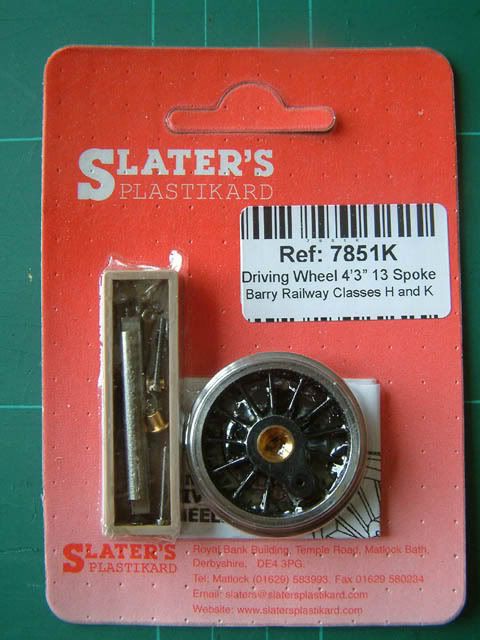 SLATER'S
PLASTIKARD
Ref: 7851K
Driving Wheel 4'3" 13 Spoke
Barry Railway Classes H and K
SLATER'S
PLASTIKARD
Royal Bank Building, Temple Road, Matlock Bath,
Derbyshire, DE4 3PG.
Tel: Matlock (01629) 583993. Fax 01629 580234
Email: slaters@slatersplastikard.com
Website: www.slatersplastikard.com